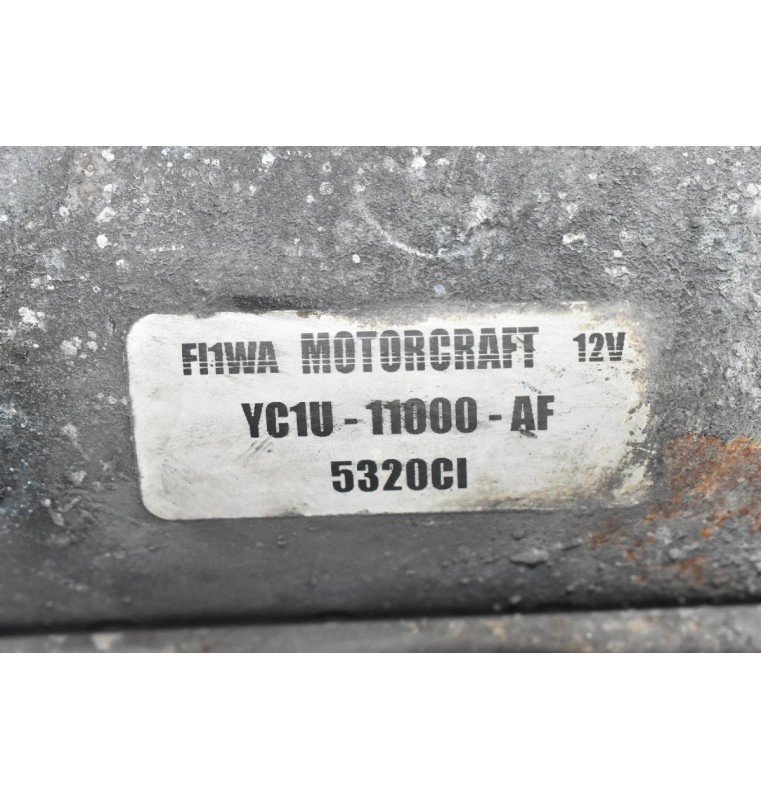 FI1WA MOTORCRAFT 12V
YC1U - 11000 - AF
5320CI